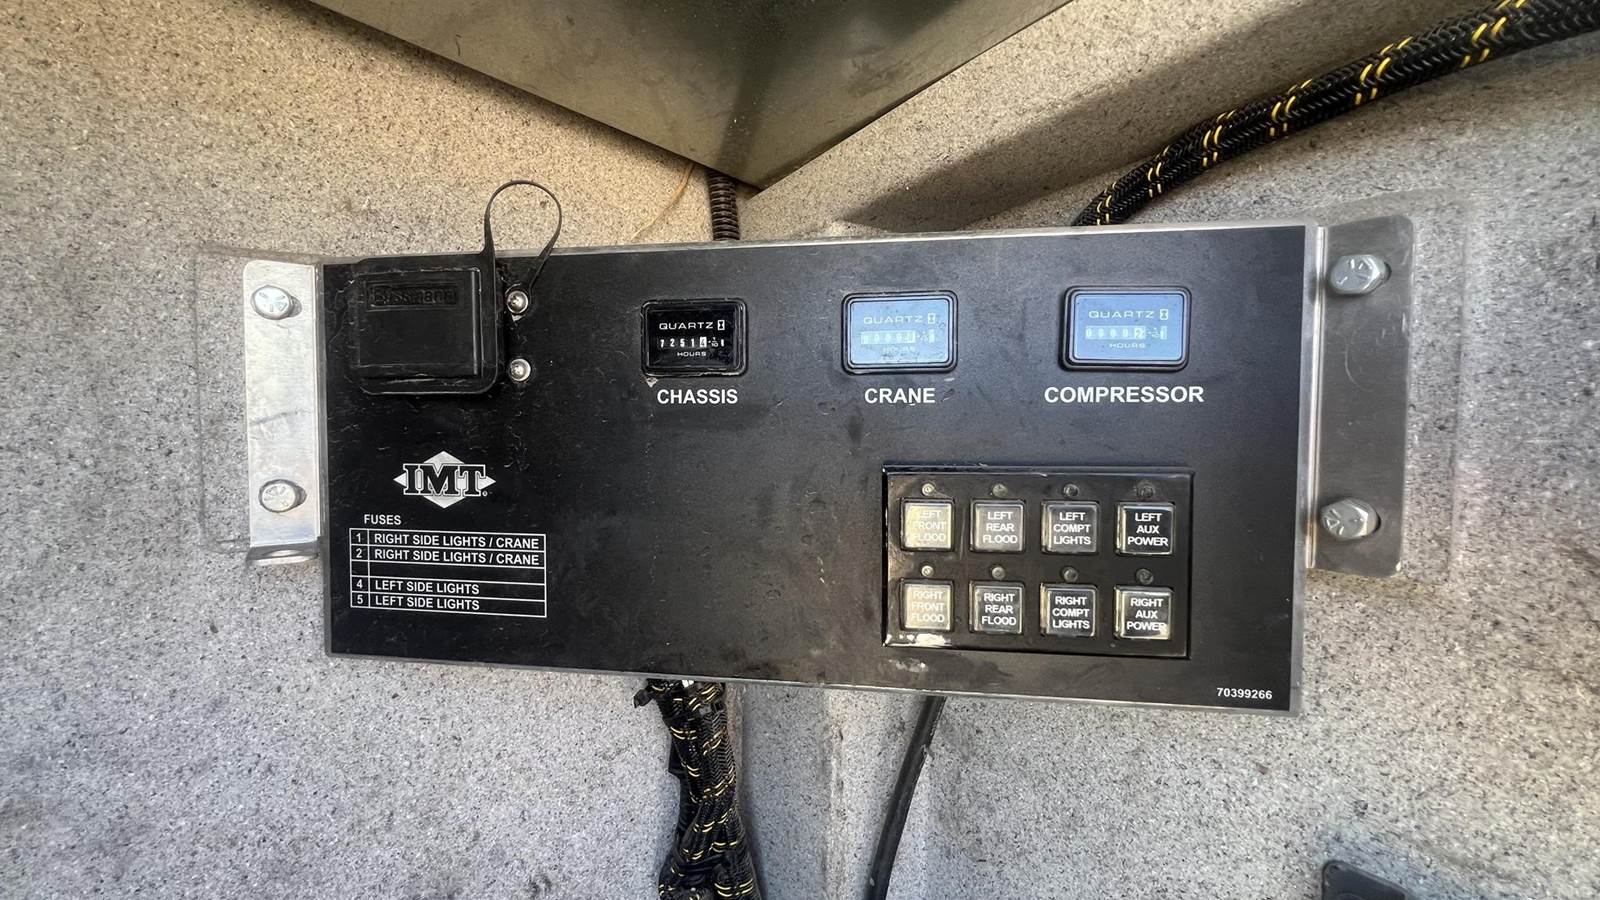 Bussmann
QUARTZ
7251
HOURS
CHASSIS
QUARTZ
HOURS
CRANE
QUARTZ
HOURS
COMPRESSOR
IMT
FUSES
1 RIGHT SIDE LIGHTS / CRANE
2 RIGHT SIDE LIGHTS / CRANE
4 LEFT SIDE LIGHTS
5 LEFT SIDE LIGHTS
LEFT
FRONT
FLOOD
LEFT
REAR
FLOOD
LEFT
COMPT
LIGHTS
LEFT
AUX
POWER
RIGHT
FRONT
FLOOD
RIGHT
REAR
FLOOD
RIGHT
COMPT
LIGHTS
RIGHT
AUX
POWER
70399266